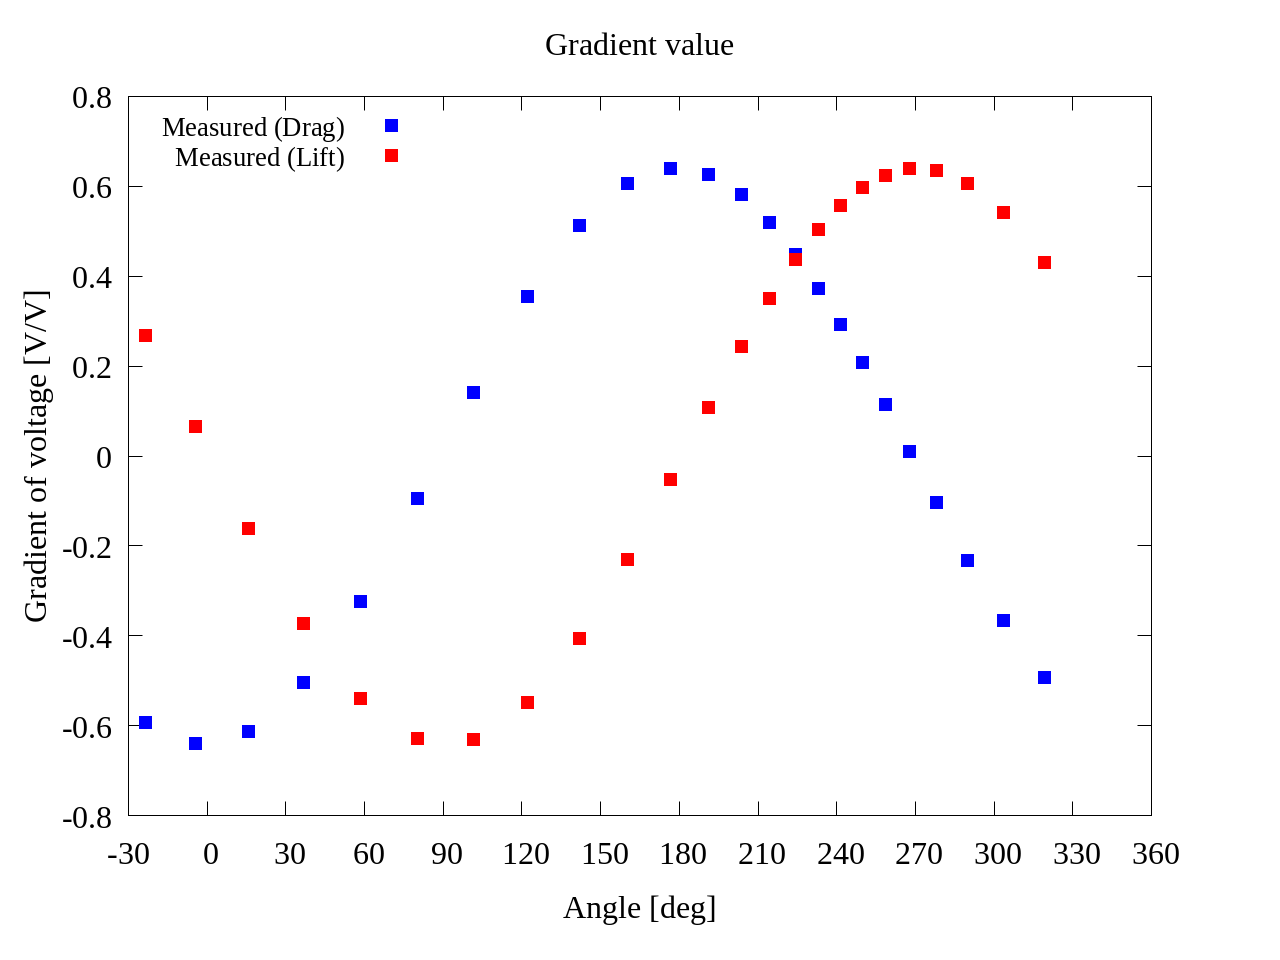 Gradient value
0.8
Measured (Drag)
Measured (Lift)
0.6
0.4
0.2
0
-0.2
-0.4
-0.6
-0.8
Gradient of voltage [V/V]
-30 0 30 60 90 120 150 180 210 240 270 300 330 360
Angle [deg]